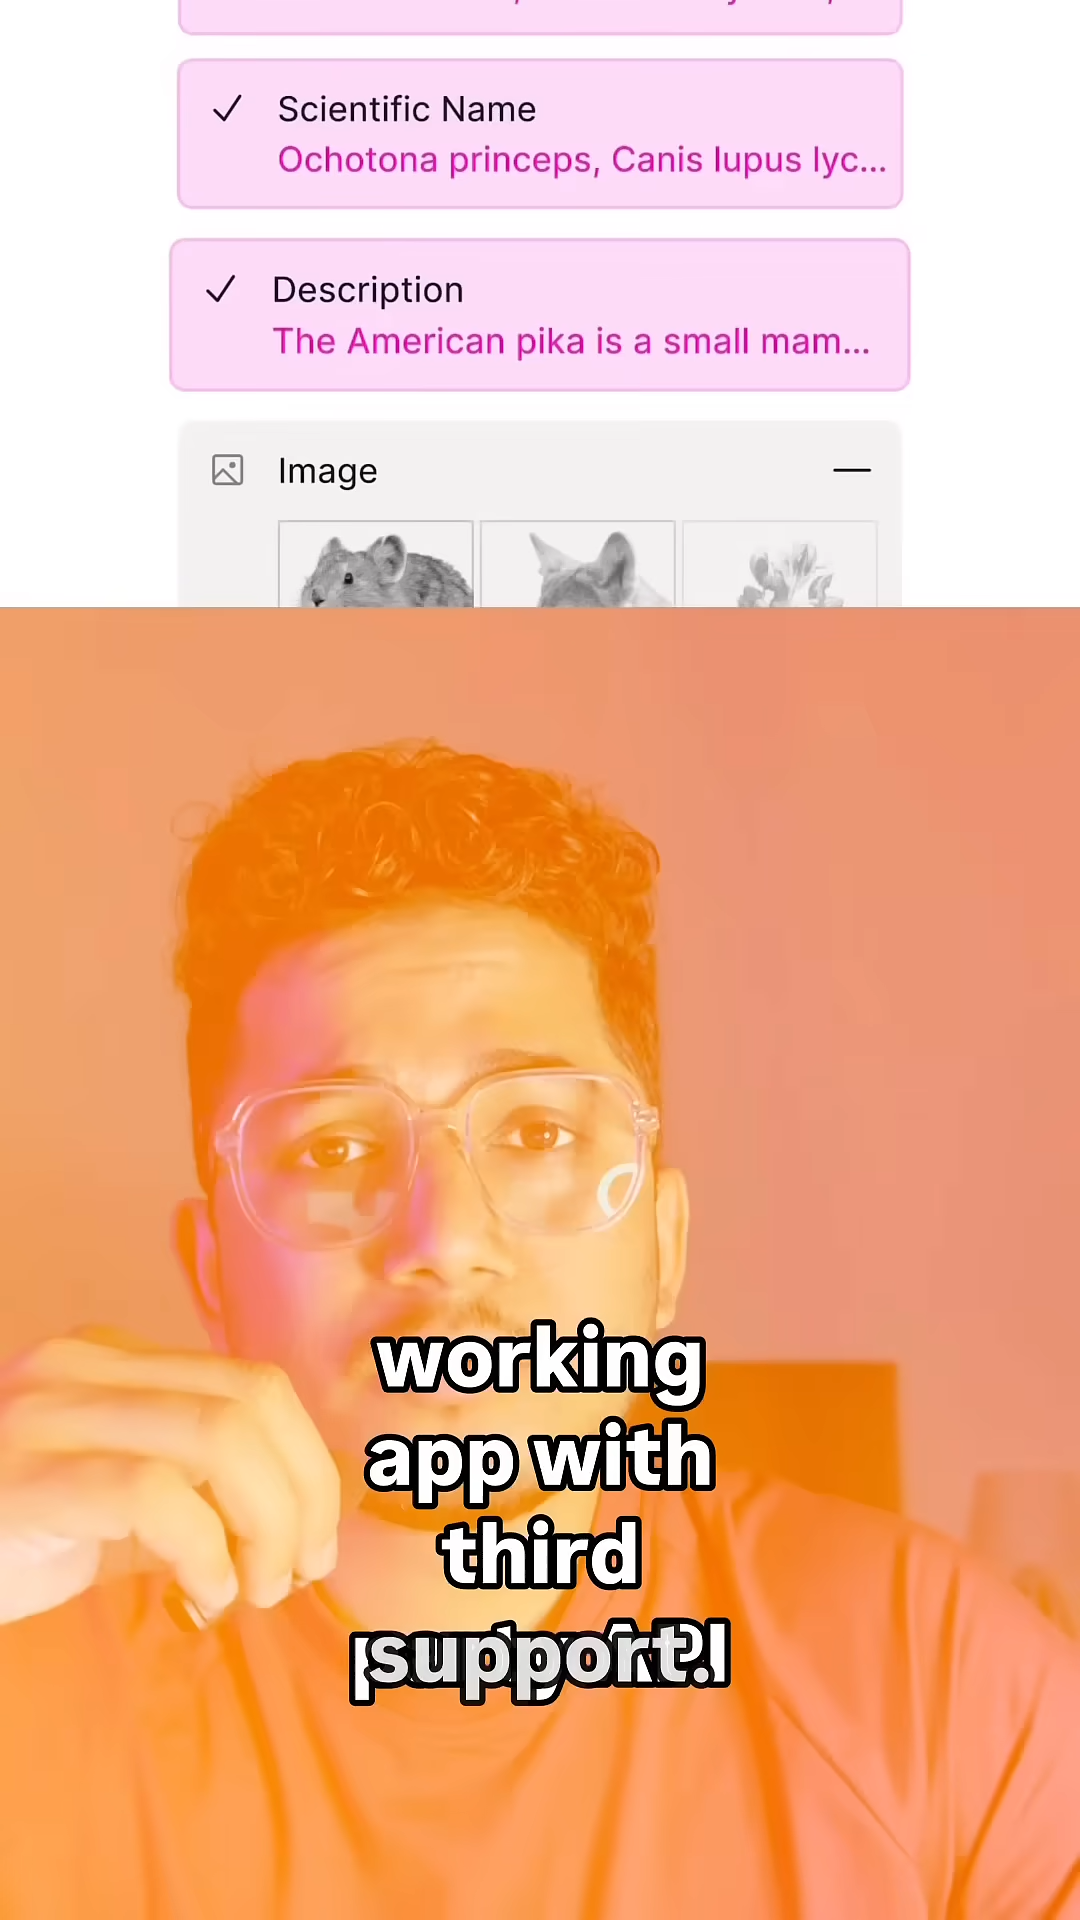 Scientific Name
Ochotona princeps, Canis lupus lyc...
Description
The American pika is a small mam...
Image
working
app with
third
support.